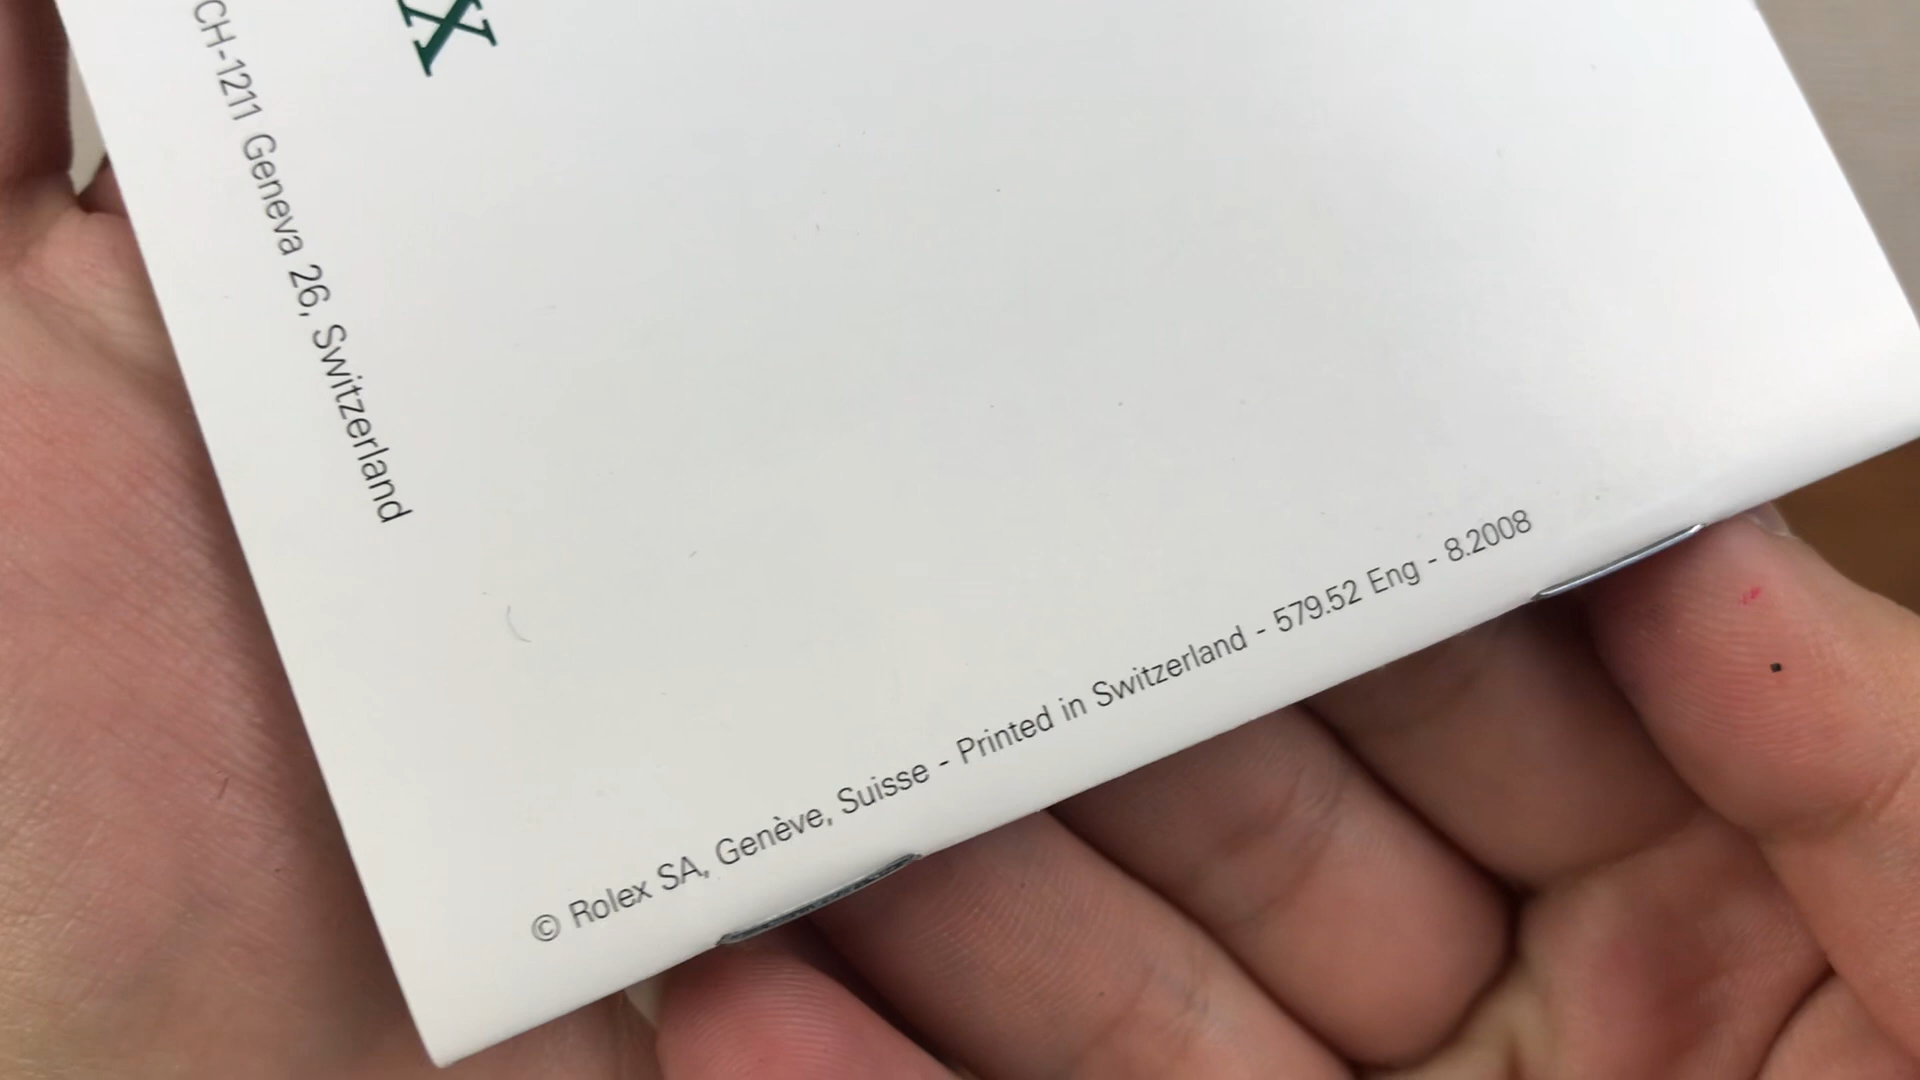 X
CH-1211 Geneva 26, Switzerland
© Rolex SA, Genève, Suisse - Printed in Switzerland - 579.52 Eng - 8.2008